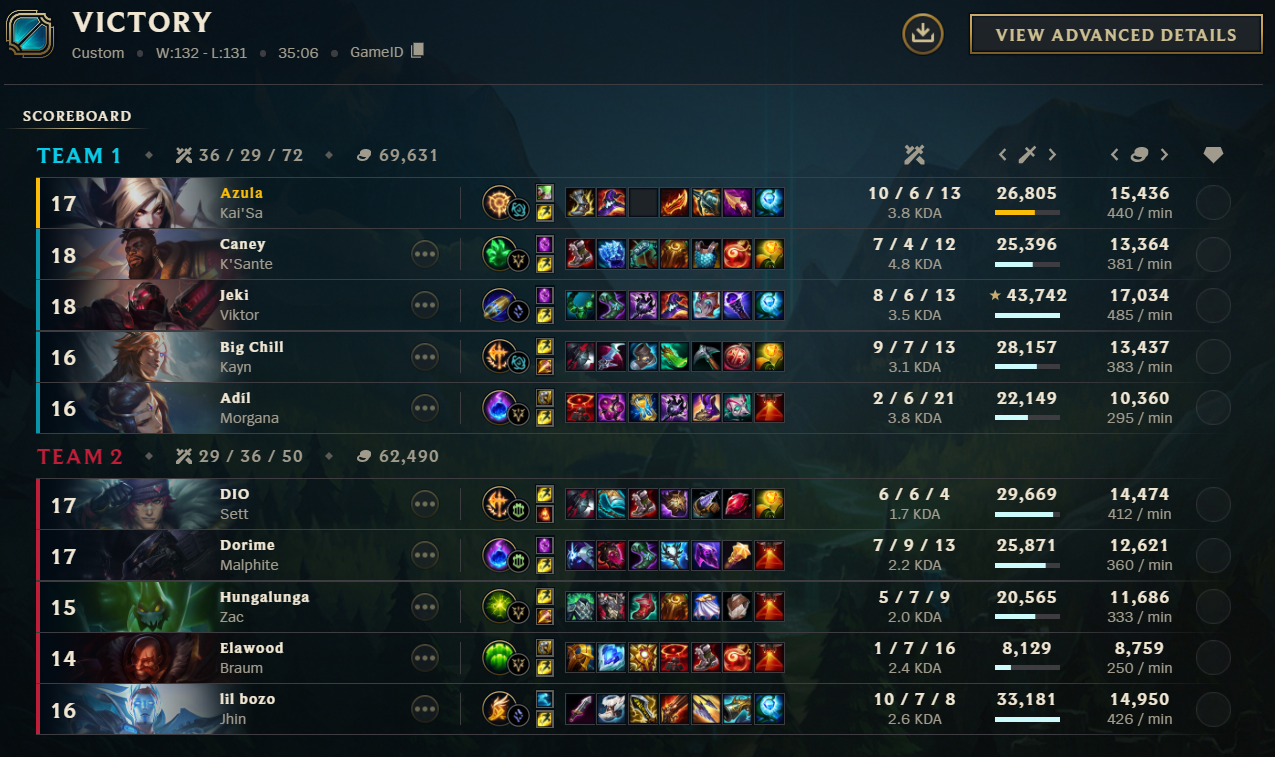 VICTORY
Custom • W:132 - L:131 • 35:06 • GameID
VIEW ADVANCED DETAILS
SCOREBOARD
TEAM 1 36 / 29 / 72 69,631
17 Azula 10 / 6 / 13 26,805 15,436
Kai'Sa 3.8 KDA 440 / min
18 Caney 7 / 4 / 12 25,396 13,364
K'Sante 4.8 KDA 381 / min
18 Jeki 8 / 6 / 13 43,742 17,034
Viktor 3.5 KDA 485 / min
16 Big Chill 9 / 7 / 13 28,157 13,437
Kayn 3.1 KDA 383 / min
16 Adil 2 / 6 / 21 22,149 10,360
Morgana 3.8 KDA 295 / min
TEAM 2 29 / 36 / 50 62,490
17 DIO 6 / 6 / 4 29,669 14,474
Sett 1.7 KDA 412 / min
17 Dorime 7 / 9 / 13 25,871 12,621
Malphite 2.2 KDA 360 / min
15 Hungalunga 5 / 7 / 9 20,565 11,686
Zac 2.0 KDA 333 / min
14 Elawood 1 / 7 / 16 8,129 8,759
Braum 2.4 KDA 250 / min
16 lil bozo 10 / 7 / 8 33,181 14,950
Jhin 2.6 KDA 426 / min